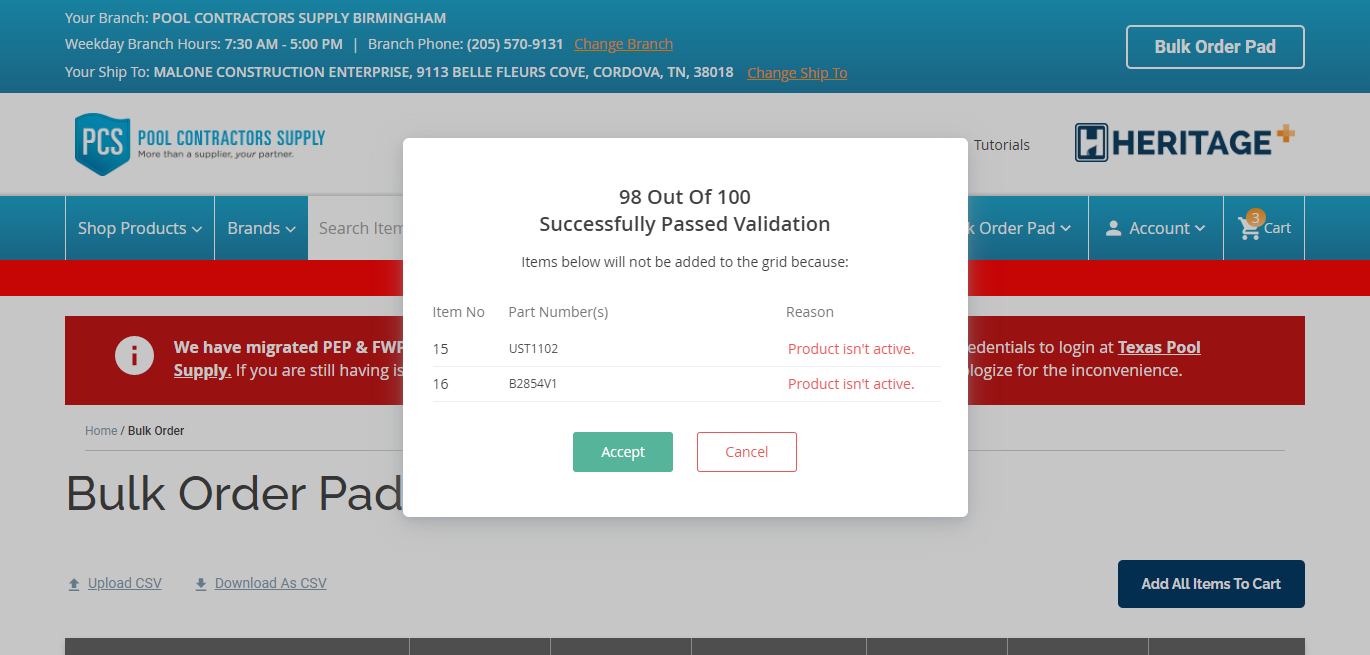 Your Branch: POOL CONTRACTORS SUPPLY BIRMINGHAM
Weekday Branch Hours: 7:30 AM - 5:00 PM | Branch Phone: (205) 570-9131 Change Branch
Your Ship To: MALONE CONSTRUCTION ENTERPRISE, 9113 BELLE FLEURS COVE, CORDOVA, TN, 38018 Change Ship To
Bulk Order Pad
PCS POOL CONTRACTORS SUPPLY
More than a supplier, your partner.
Tutorials
HERITAGE+
Shop Products
Brands
Search Item
k Order Pad
Account
3
Cart
98 Out Of 100
Successfully Passed Validation
Items below will not be added to the grid because:
Item No Part Number(s) Reason
15 UST1102 Product isn't active.
16 B2854V1 Product isn't active.
Accept Cancel
We have migrated PEP & FWP
edentials to login at Texas Pool
Supply. If you are still having is
logize for the inconvenience.
Home / Bulk Order
Bulk Order Pad
Upload CSV Download As CSV
Add All Items To Cart